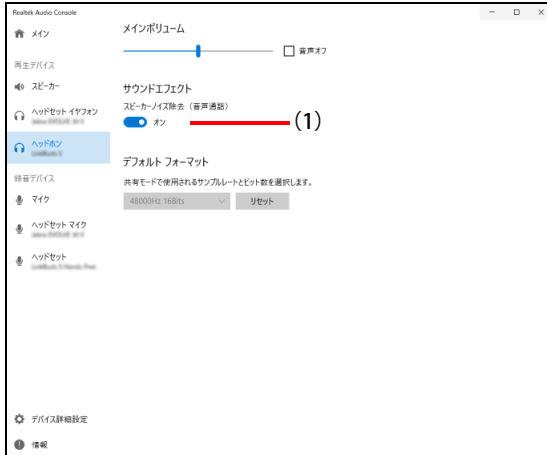 Realtek Audio Console
メイン
再生デバイス
スピーカー
ヘッドセット イヤフォン
ヘッドホン
録音デバイス
マイク
ヘッドセット マイク
ヘッドセット
デバイス詳細設定
情報
メインボリューム
音声オフ
サウンドエフェクト
スピーカーノイズ除去（音声通話）
オン
(1)
デフォルト フォーマット
共有モードで使用されるサンプルレートとビット数を選択します。
48000Hz 16Bits
リセット